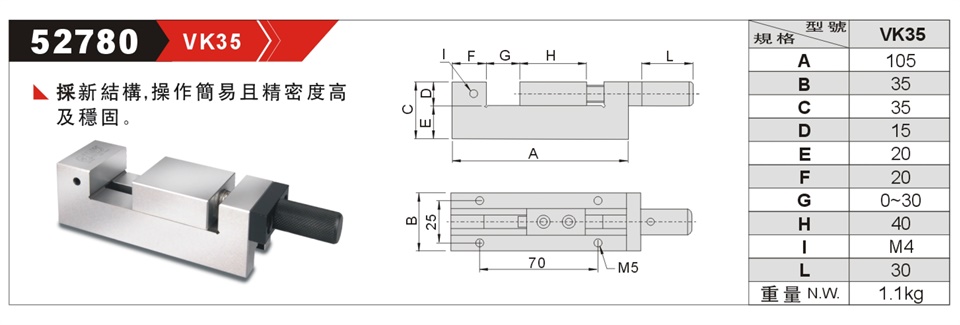 52780 VK35
採新結構,操作簡易且精密度高
及穩固。
I F G H L
C D E
A
B 25
70 M5
型號 規格 VK35
A 105
B 35
C 35
D 15
E 20
F 20
G 0~30
H 40
I M4
L 30
重量 N.W. 1.1kg